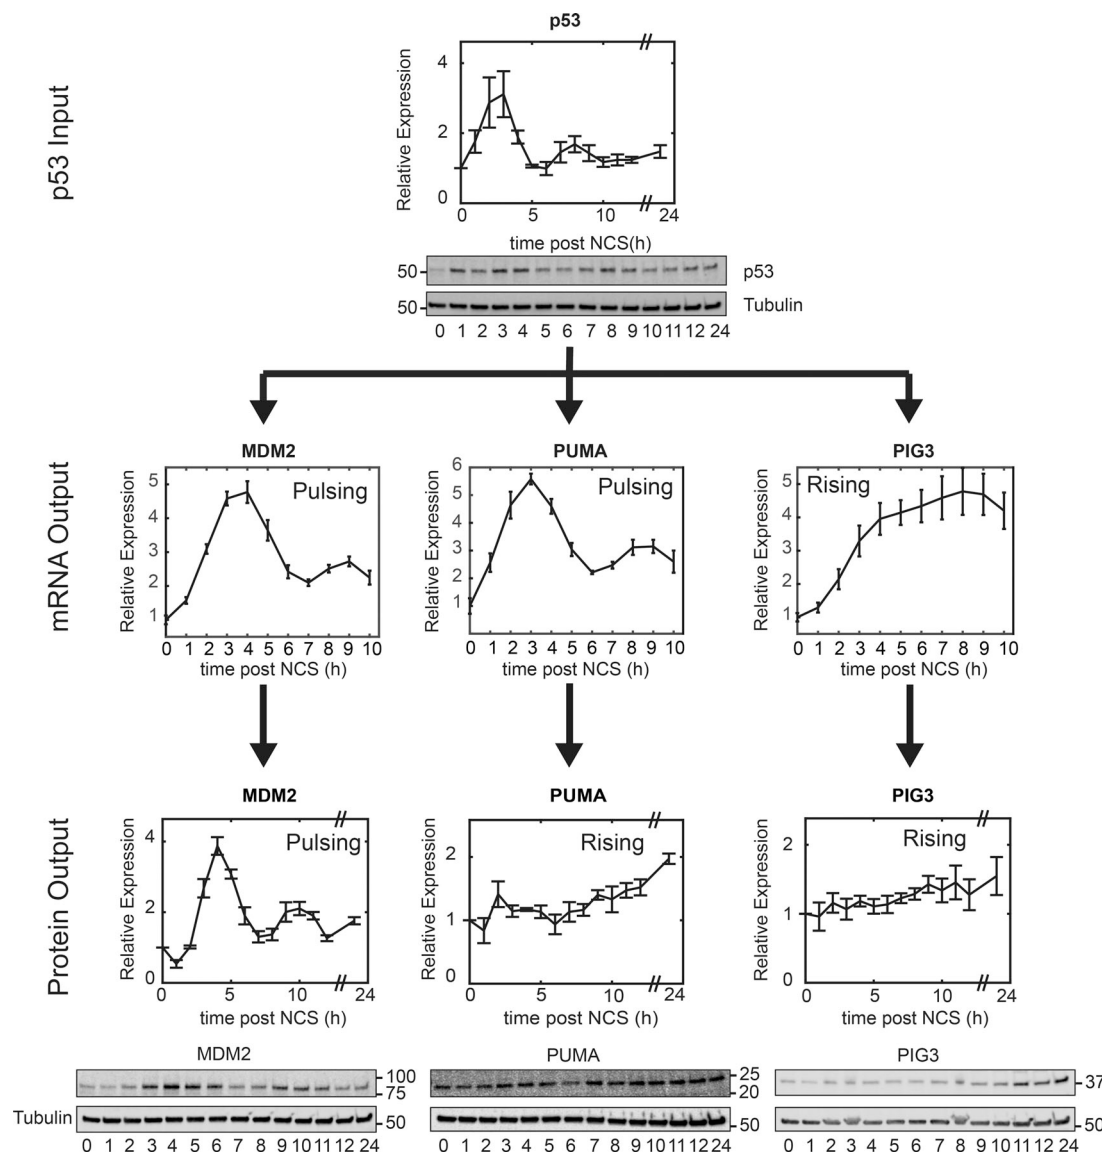 p53
p53 Input
Relative Expression
4
2
0
0 5 10 24
time post NCS(h)
50 p53
50 Tubulin
0 1 2 3 4 5 6 7 8 9 10 11 12 24
mRNA Output
MDM2
Pulsing
Relative Expression
5
4
3
2
1
0 1 2 3 4 5 6 7 8 9 10
time post NCS (h)
PUMA
Pulsing
Relative Expression
6
5
4
3
2
1
0 1 2 3 4 5 6 7 8 9 10
time post NCS (h)
PIG3
Rising
Relative Expression
5
4
3
2
1
0 1 2 3 4 5 6 7 8 9 10
time post NCS (h)
Protein Output
MDM2
Pulsing
Relative Expression
4
2
0
0 5 10 24
time post NCS (h)
PUMA
Rising
Relative Expression
2
1
0
0 5 10 24
time post NCS (h)
PIG3
Rising
Relative Expression
2
1
0
0 5 10 24
time post NCS (h)
MDM2
100
75
Tubulin 50
0 1 2 3 4 5 6 7 8 9 10 11 12 24
PUMA
25
20
50
0 1 2 3 4 5 6 7 8 9 10 11 12 24
PIG3
37
50
0 1 2 3 4 5 6 7 8 9 10 11 12 24